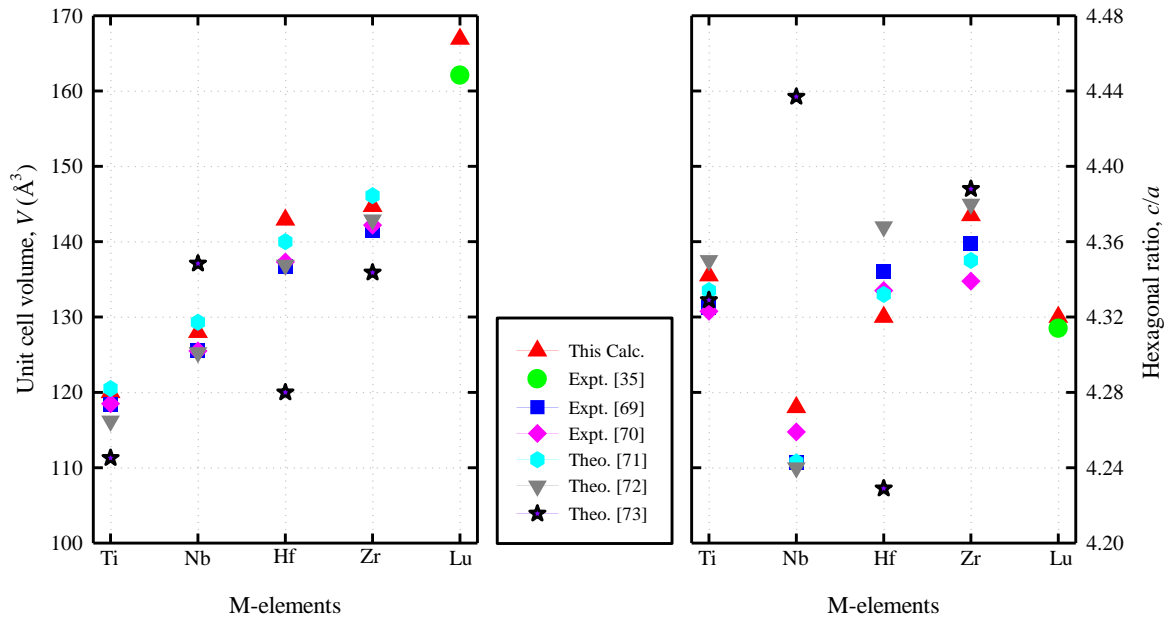 170
160
150
140
130
120
110
100
Unit cell volume, V (Å³)
Ti Nb Hf Zr Lu
M-elements
This Calc.
Expt. [35]
Expt. [69]
Expt. [70]
Theo. [71]
Theo. [72]
Theo. [73]
4.48
4.44
4.40
4.36
4.32
4.28
4.24
4.20
Hexagonal ratio, c/a
Ti Nb Hf Zr Lu
M-elements